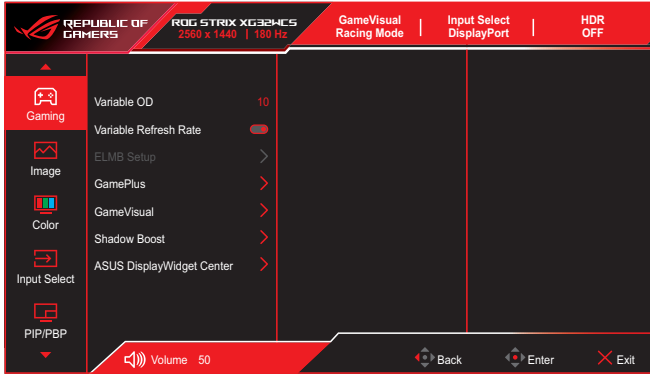 REPUBLIC OF
GAMERS
ROG STRIX XG32WCS
2560 x 1440 | 180 Hz
GameVisual
Racing Mode
Input Select
DisplayPort
HDR
OFF
Gaming
Image
Color
Input Select
PIP/PBP
Variable OD 10
Variable Refresh Rate
ELMB Setup
GamePlus
GameVisual
Shadow Boost
ASUS DisplayWidget Center
Volume 50
Back
Enter
Exit